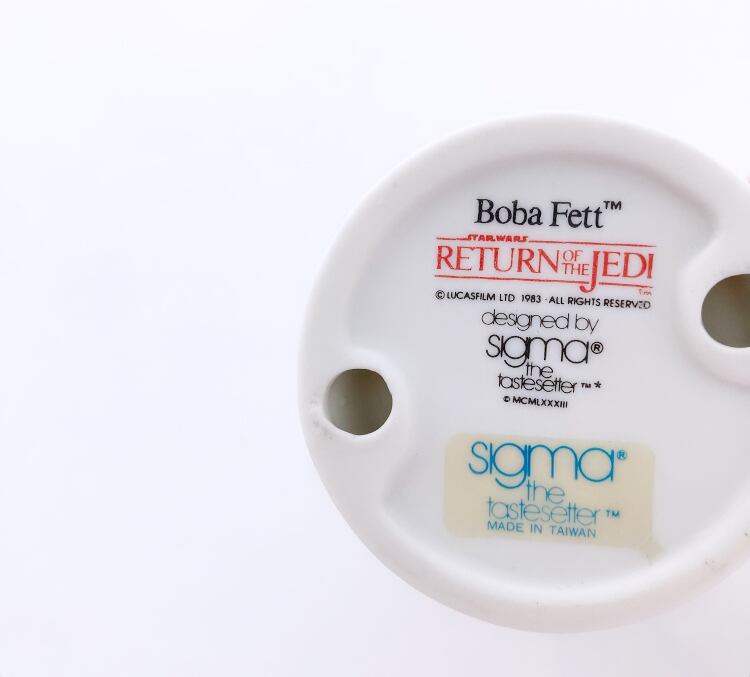 Boba Fett™
STAR WARS
RETURN OF THE JEDI
™
© LUCASFILM LTD 1983 · ALL RIGHTS RESERVED
designed by
sigma®
the
tastesetter™*
© MCMLXXXIII
sigma®
the
tastesetter™
MADE IN TAIWAN